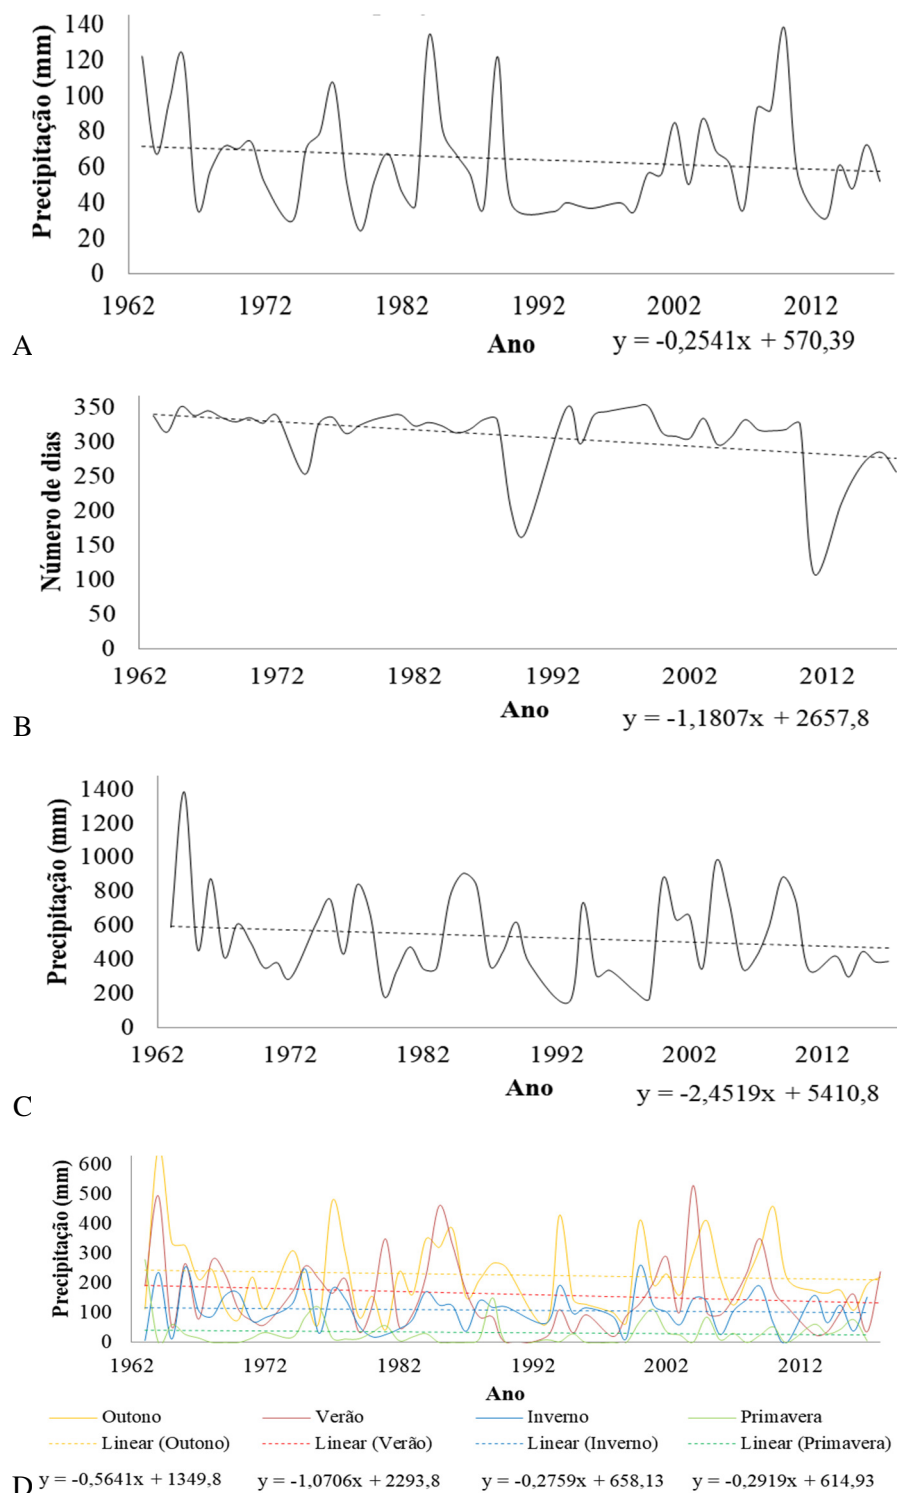 140
120
100
80
60
40
20
0
Precipitação (mm)
1962 1972 1982 1992 2002 2012
Ano
y = -0,2541x + 570,39
A
350
300
250
200
150
100
50
0
Número de dias
1962 1972 1982 1992 2002 2012
Ano
y = -1,1807x + 2657,8
B
1400
1200
1000
800
600
400
200
0
Precipitação (mm)
1962 1972 1982 1992 2002 2012
Ano
y = -2,4519x + 5410,8
C
600
500
400
300
200
100
0
Precipitação (mm)
1962 1972 1982 1992 2002 2012
Ano
Outono Verão Inverno Primavera
Linear (Outono) Linear (Verão) Linear (Inverno) Linear (Primavera)
D y = -0,5641x + 1349,8 y = -1,0706x + 2293,8 y = -0,2759x + 658,13 y = -0,2919x + 614,93